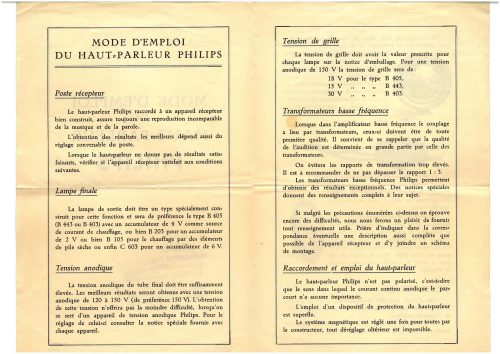 MODE D'EMPLOI
DU HAUT=PARLEUR PHILIPS
Poste récepteur
Le haut-parleur Philips raccordé à un appareil récepteur
bien construit, assure toujours une reproduction incomparable
de la musique et de la parole.
L'obtention des résultats les meilleurs dépend aussi du
réglage convenable du poste.
Lorsque le haut-parleur ne donne pas de résultats satis-
faisants, vérifier si l'appareil récepteur satisfait aux conditions
suivantes.
Lampe finale
La lampe de sortie doit être un type spécialement con-
struit pour cette fonction et sera de préférence le type B 405
(B 443 ou B 403) avec un accumulateur de 6 V comme source
de courant de chauffage, ou bien B 205 pour un accumulateur
de 2 V ou bien B 105 pour le chauffage par des éléments
de pile sèche ou enfin C 603 pour un accumulateur de 6 V.
Tension anodique
La tension anodique du tube final doit être suffisamment
élevée. Les meilleurs résultats seront obtenus avec une tension
anodique de 120 à 150 V (de préférence 150 V). L'obtention
de cette tension n'offrira pas la moindre difficulté, lorsqu'on
se sert d'un appareil de tension anodique Philips. Pour le
réglage de celui-ci consulter la notice spéciale fournie avec
chaque appareil.
Tension de grille
La tension de grille doit avoir la valeur prescrite pour
chaque lampe sur la notice d'emballage. Pour une tension
anodique de 150 V la tension de grille sera de:
18 V pour le type B 405,
15 V „ „ „ B 443,
30 V „ „ „ B 403.
Transformateurs basse fréquence
Lorsque dans l'amplificateur basse fréquence le couplage
a lieu par transformateurs, ceux-ci doivent être de toute
première qualité. Il convient de se rappeler que la qualité
de l'audition est déterminée en grande partie par celle des
transformateurs.
On évitera les rapports de transformation trop élevés.
Il est à recommander de ne pas dépasser le rapport 1 : 3.
Les transformateurs basse fréquence Philips permettent
d'obtenir des résultats exceptionnels. Des notices spéciales
donnent des renseignements complets à leur sujet.
Si malgré les précautions énumérées ci-dessus on éprouve
encore des difficultés, nous nous ferons un plaisir de fournir
tout renseignement utile. Prière d'indiquer dans la corres-
pondance éventuelle une description aussi complète que
possible de l'appareil récepteur et d'y joindre un schéma
de montage.
Raccordement et emploi du haut-parleur
Le haut-parleur Philips n'est pas polarisé, c'est-à-dire
que le sens dans lequel le courant continu anodique le par-
court n'a aucune importance.
L'emploi d'un dispositif de protection du haut-parleur
est superflu.
Le système magnétique est réglé une fois pour toutes par
le constructeur, tout déréglage ultérieur est impossible.